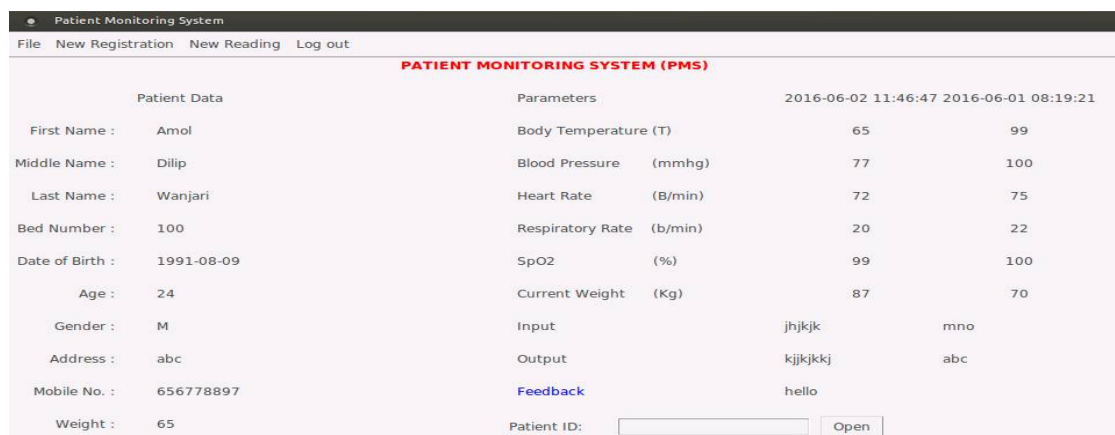 Patient Monitoring System
File New Registration New Reading Log out
PATIENT MONITORING SYSTEM (PMS)
Patient Data Parameters 2016-06-02 11:46:47 2016-06-01 08:19:21
First Name : Amol Body Temperature (T) 65 99
Middle Name : Dilip Blood Pressure (mmhg) 77 100
Last Name : Wanjari Heart Rate (B/min) 72 75
Bed Number : 100 Respiratory Rate (b/min) 20 22
Date of Birth : 1991-08-09 SpO2 (%) 99 100
Age : 24 Current Weight (Kg) 87 70
Gender : M Input jhjkjk mno
Address : abc Output kjjkjkkj abc
Mobile No. : 656778897 Feedback hello
Weight : 65 Patient ID: Open